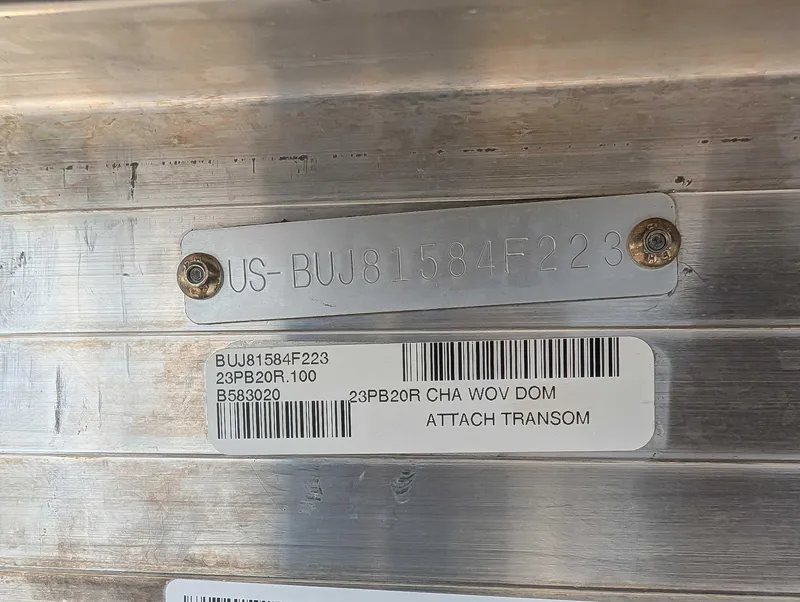 US-BUJ81584F223
BUJ81584F223
23PB20R.100
B583020
23PB20R CHA WOV DOM
ATTACH TRANSOM